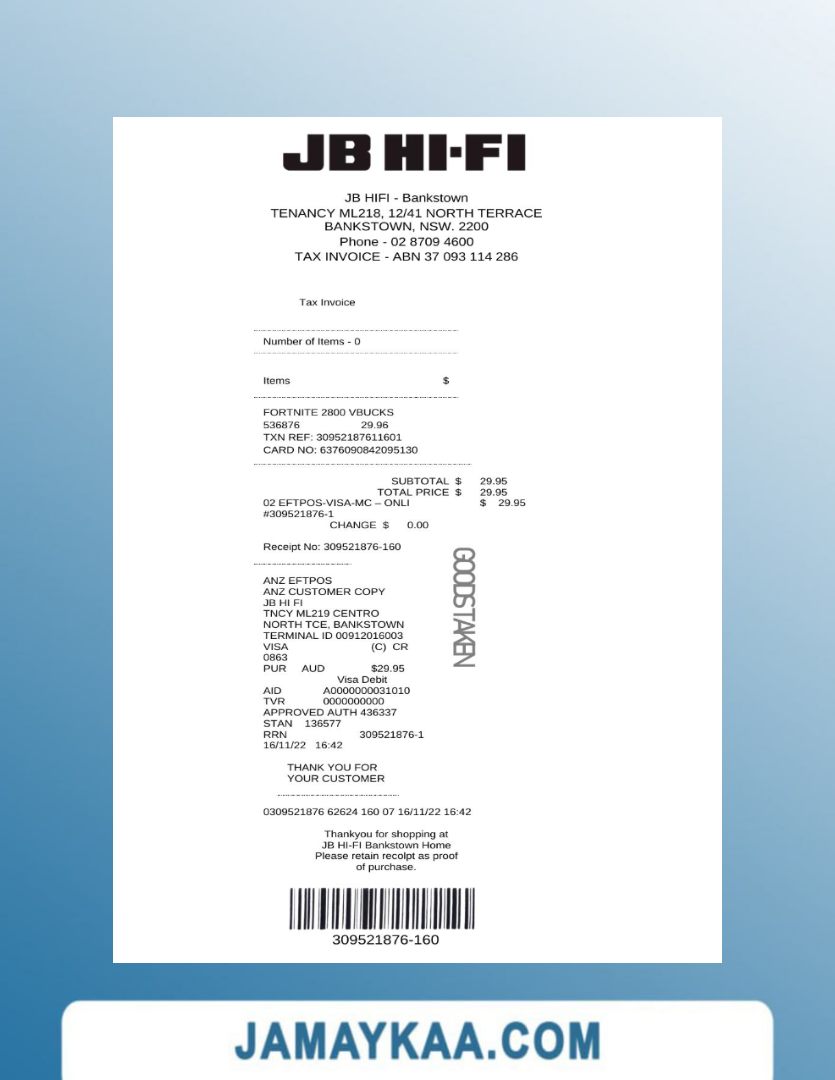 JB HI-FI
JB HIFI - Bankstown
TENANCY ML218, 12/41 NORTH TERRACE
BANKSTOWN, NSW. 2200
Phone - 02 8709 4600
TAX INVOICE - ABN 37 093 114 286
Tax Invoice
Number of Items - 0
Items $
FORTNITE 2800 VBUCKS
536876 29.96
TXN REF: 30952187611601
CARD NO: 6376090842095130
SUBTOTAL $ 29.95
TOTAL PRICE $ 29.95
02 EFTPOS-VISA-MC – ONLI $ 29.95
#309521876-1
CHANGE $ 0.00
Receipt No: 309521876-160
GOODS TAKEN
ANZ EFTPOS
ANZ CUSTOMER COPY
JB HI FI
TNCY ML219 CENTRO
NORTH TCE, BANKSTOWN
TERMINAL ID 00912016003
VISA (C) CR
0863
PUR AUD $29.95
Visa Debit
AID A0000000031010
TVR 0000000000
APPROVED AUTH 436337
STAN 136577
RRN 309521876-1
16/11/22 16:42
THANK YOU FOR
YOUR CUSTOMER
0309521876 62624 160 07 16/11/22 16:42
Thankyou for shopping at
JB HI-FI Bankstown Home
Please retain recolpt as proof
of purchase.
309521876-160
JAMAYKAA.COM